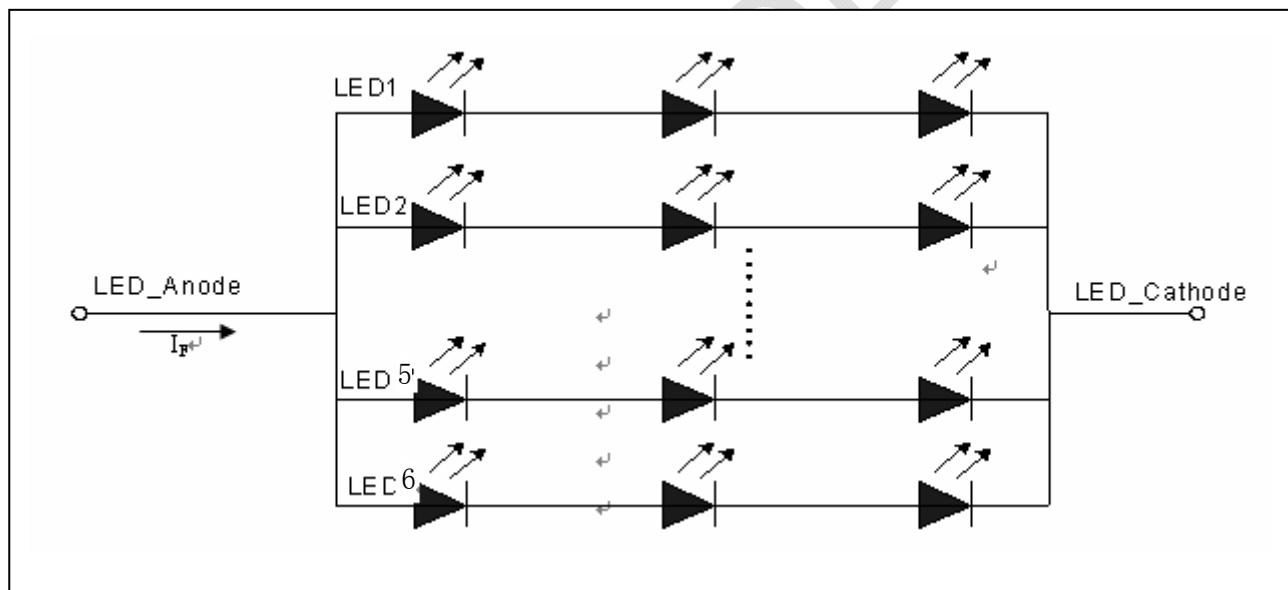 LED1
LED2
LED_Anode
LED_Cathode
IF↵
LED 5'
LED 6